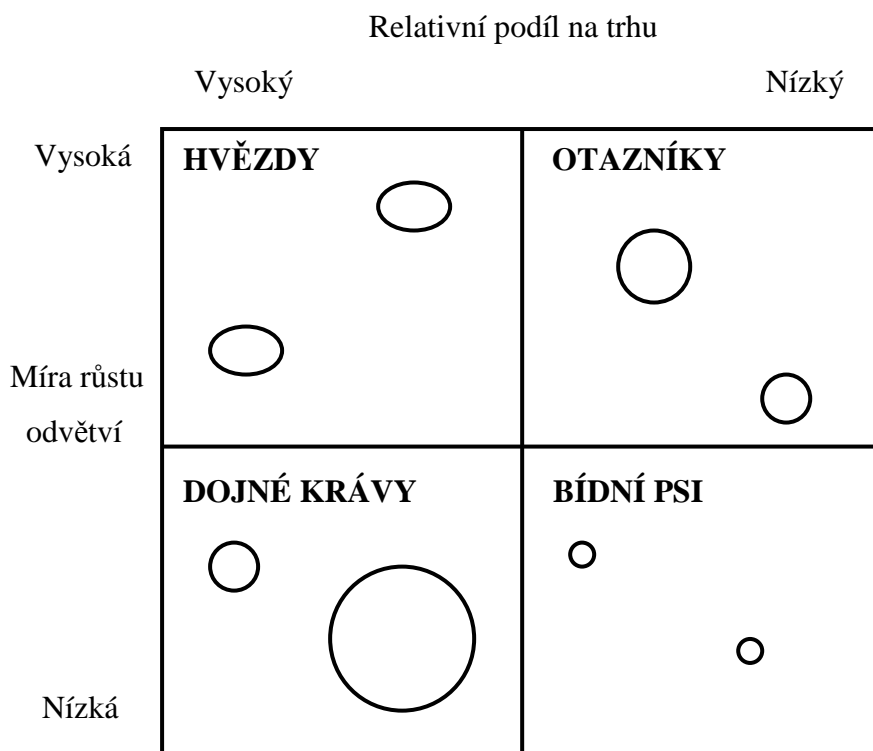 Relativní podíl na trhu
Vysoký Nízký
Vysoká
HVĚZDY OTAZNÍKY
Míra růstu
odvětví
DOJNÉ KRÁVY BÍDNÍ PSI
Nízká